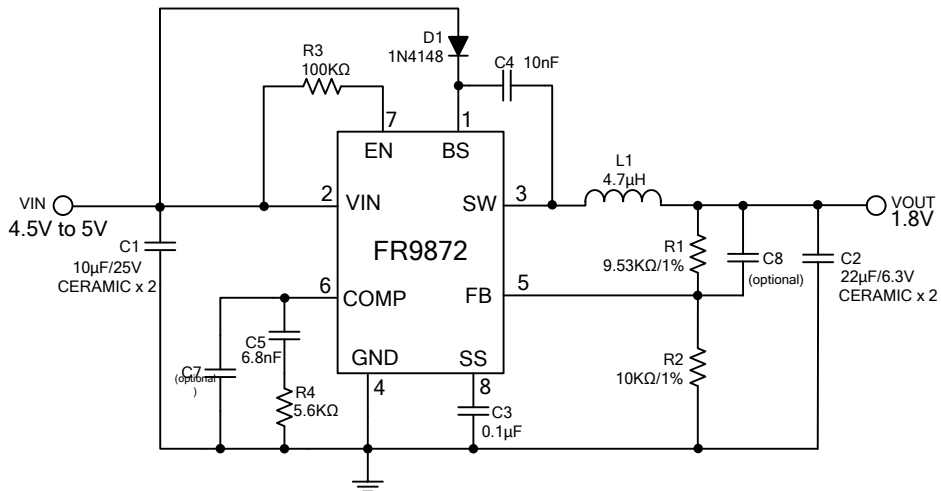 D1
1N4148
C4 10nF
R3
100KΩ
7
1
EN
BS
L1
4.7μH
VIN
4.5V to 5V
2
VIN
SW
3
VOUT
1.8V
FR9872
C1
10μF/25V
CERAMIC x 2
R1
9.53KΩ/1%
C8
(optional)
C2
22μF/6.3V
CERAMIC x 2
6
COMP
FB
5
C5
6.8nF
C7
(optional
)
R4
5.6KΩ
GND
SS
4
8
C3
0.1μF
R2
10KΩ/1%